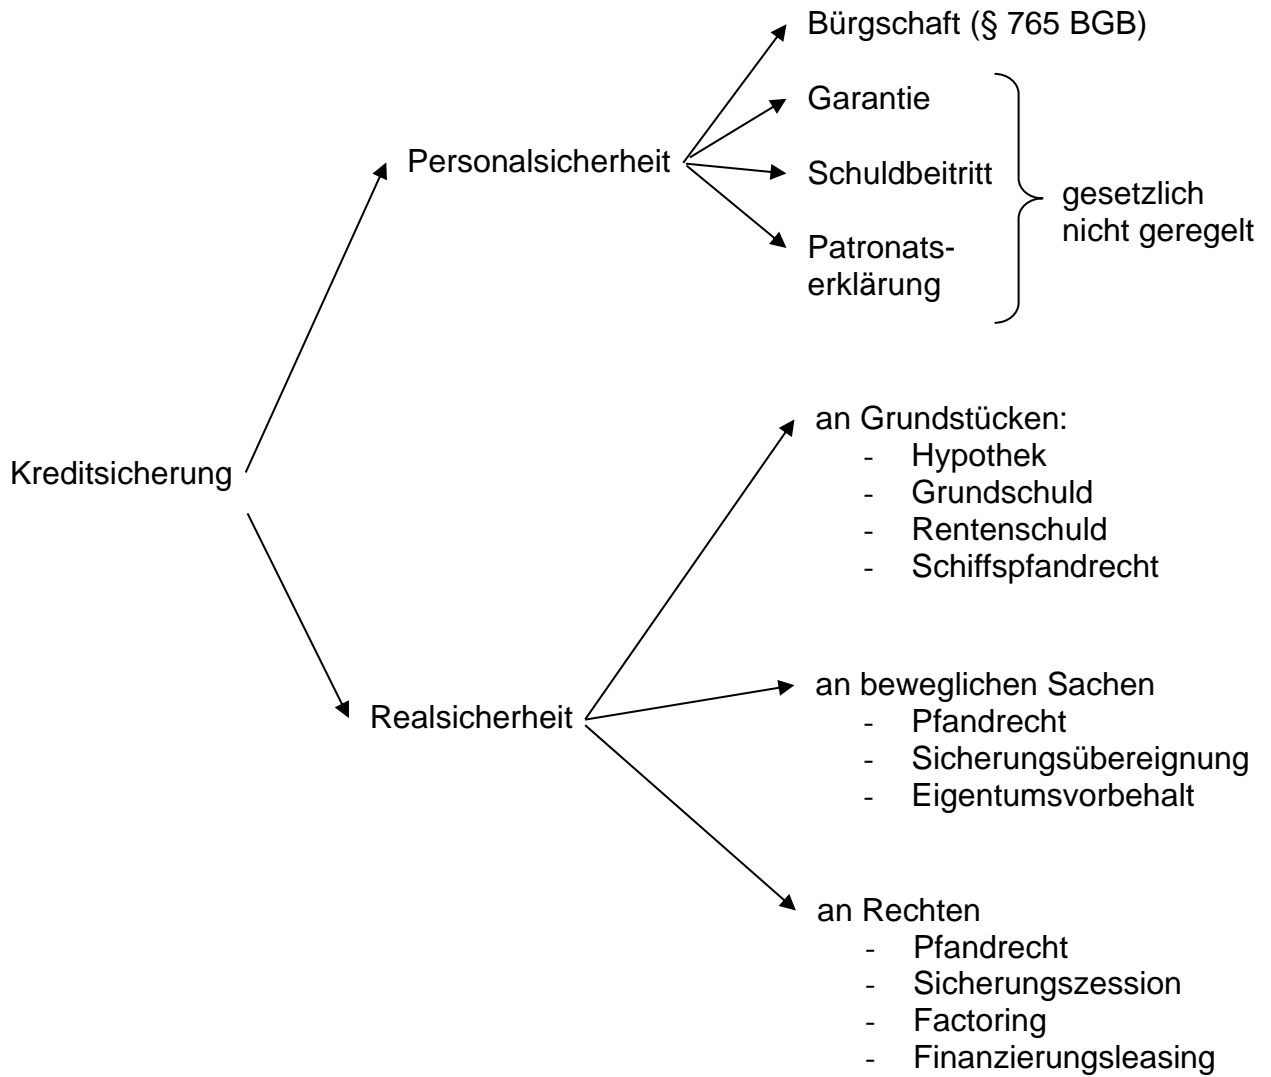 Bürgschaft (§ 765 BGB)
Garantie
Personalsicherheit
Schuldbeitritt
gesetzlich
nicht geregelt
Patronats-
erklärung
an Grundstücken:
- Hypothek
Kreditsicherung
- Grundschuld
- Rentenschuld
- Schiffspfandrecht
an beweglichen Sachen
Realsicherheit
- Pfandrecht
- Sicherungsübereignung
- Eigentumsvorbehalt
an Rechten
- Pfandrecht
- Sicherungszession
- Factoring
- Finanzierungsleasing